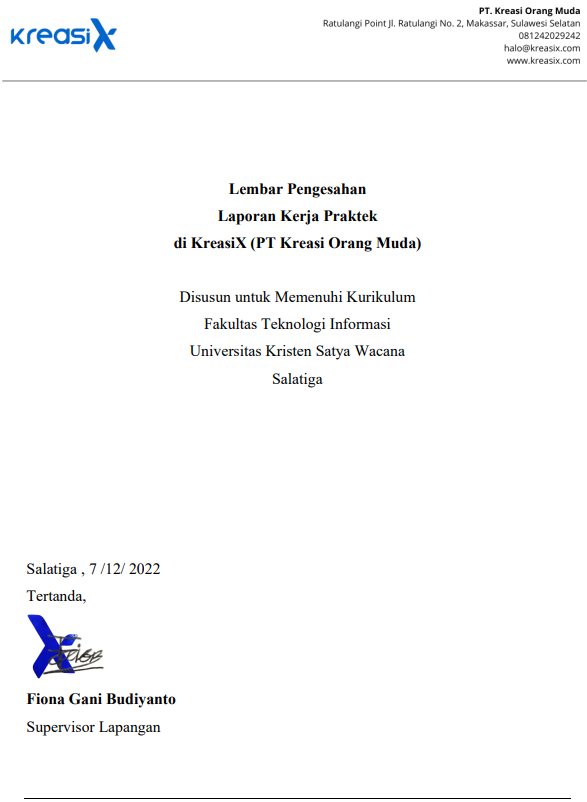 kreasiX
PT. Kreasi Orang Muda
Ratulangi Point Jl. Ratulangi No. 2, Makassar, Sulawesi Selatan
081242029242
halo@kreasix.com
www.kreasix.com
Lembar Pengesahan
Laporan Kerja Praktek
di KreasiX (PT Kreasi Orang Muda)
Disusun untuk Memenuhi Kurikulum
Fakultas Teknologi Informasi
Universitas Kristen Satya Wacana
Salatiga
Salatiga , 7 /12/ 2022
Tertanda,
X
Fiona Gani Budiyanto
Supervisor Lapangan